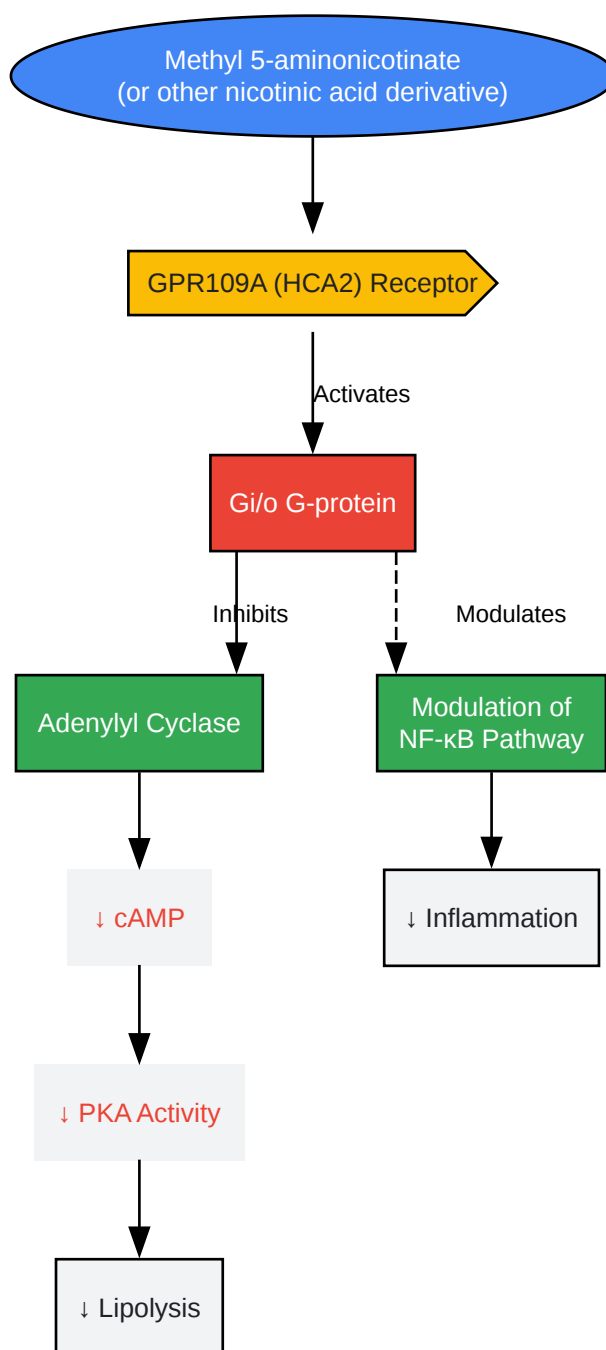 Methyl 5-aminonicotinate
(or other nicotinic acid derivative)
GPR109A (HCA2) Receptor
Activates
Gi/o G-protein
Inhibits
Modulates
Adenylyl Cyclase
Modulation of
NF-κB Pathway
↓ cAMP
↓ Inflammation
↓ PKA Activity
↓ Lipolysis